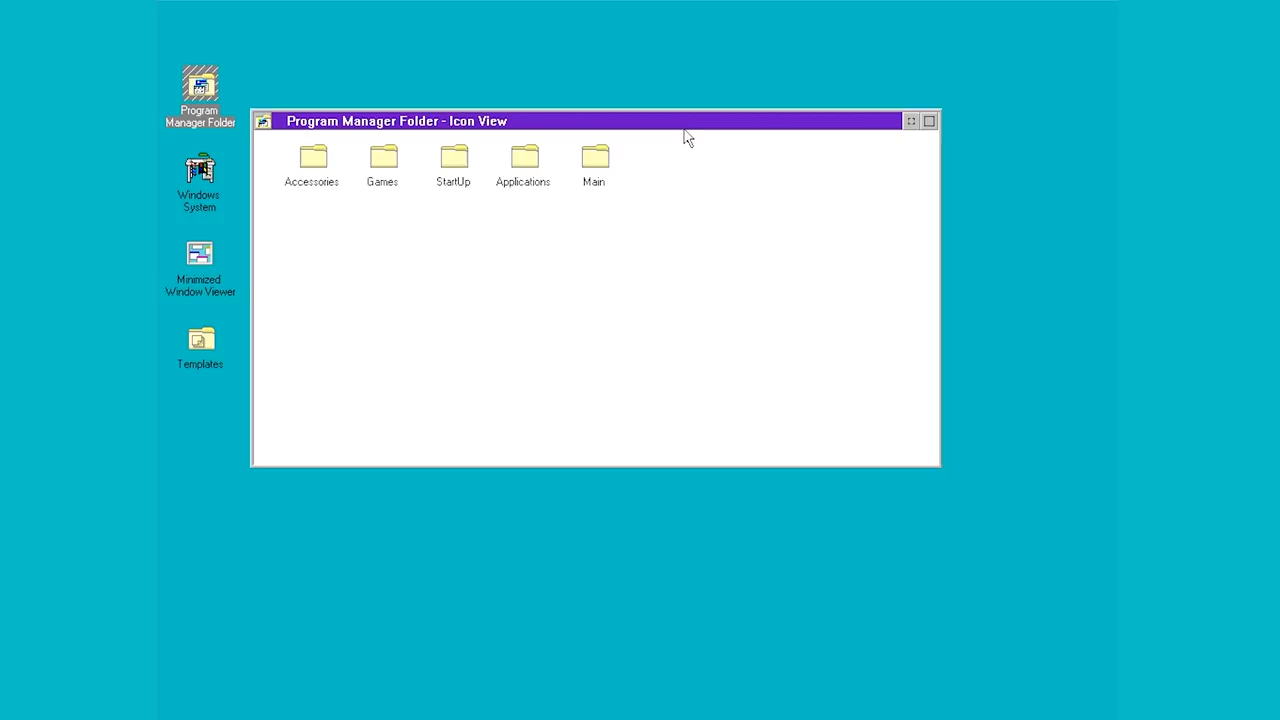 Program
Manager Folder
Program Manager Folder - Icon View
Accessories
Games
StartUp
Applications
Main
Windows
System
Minimized
Window Viewer
Templates